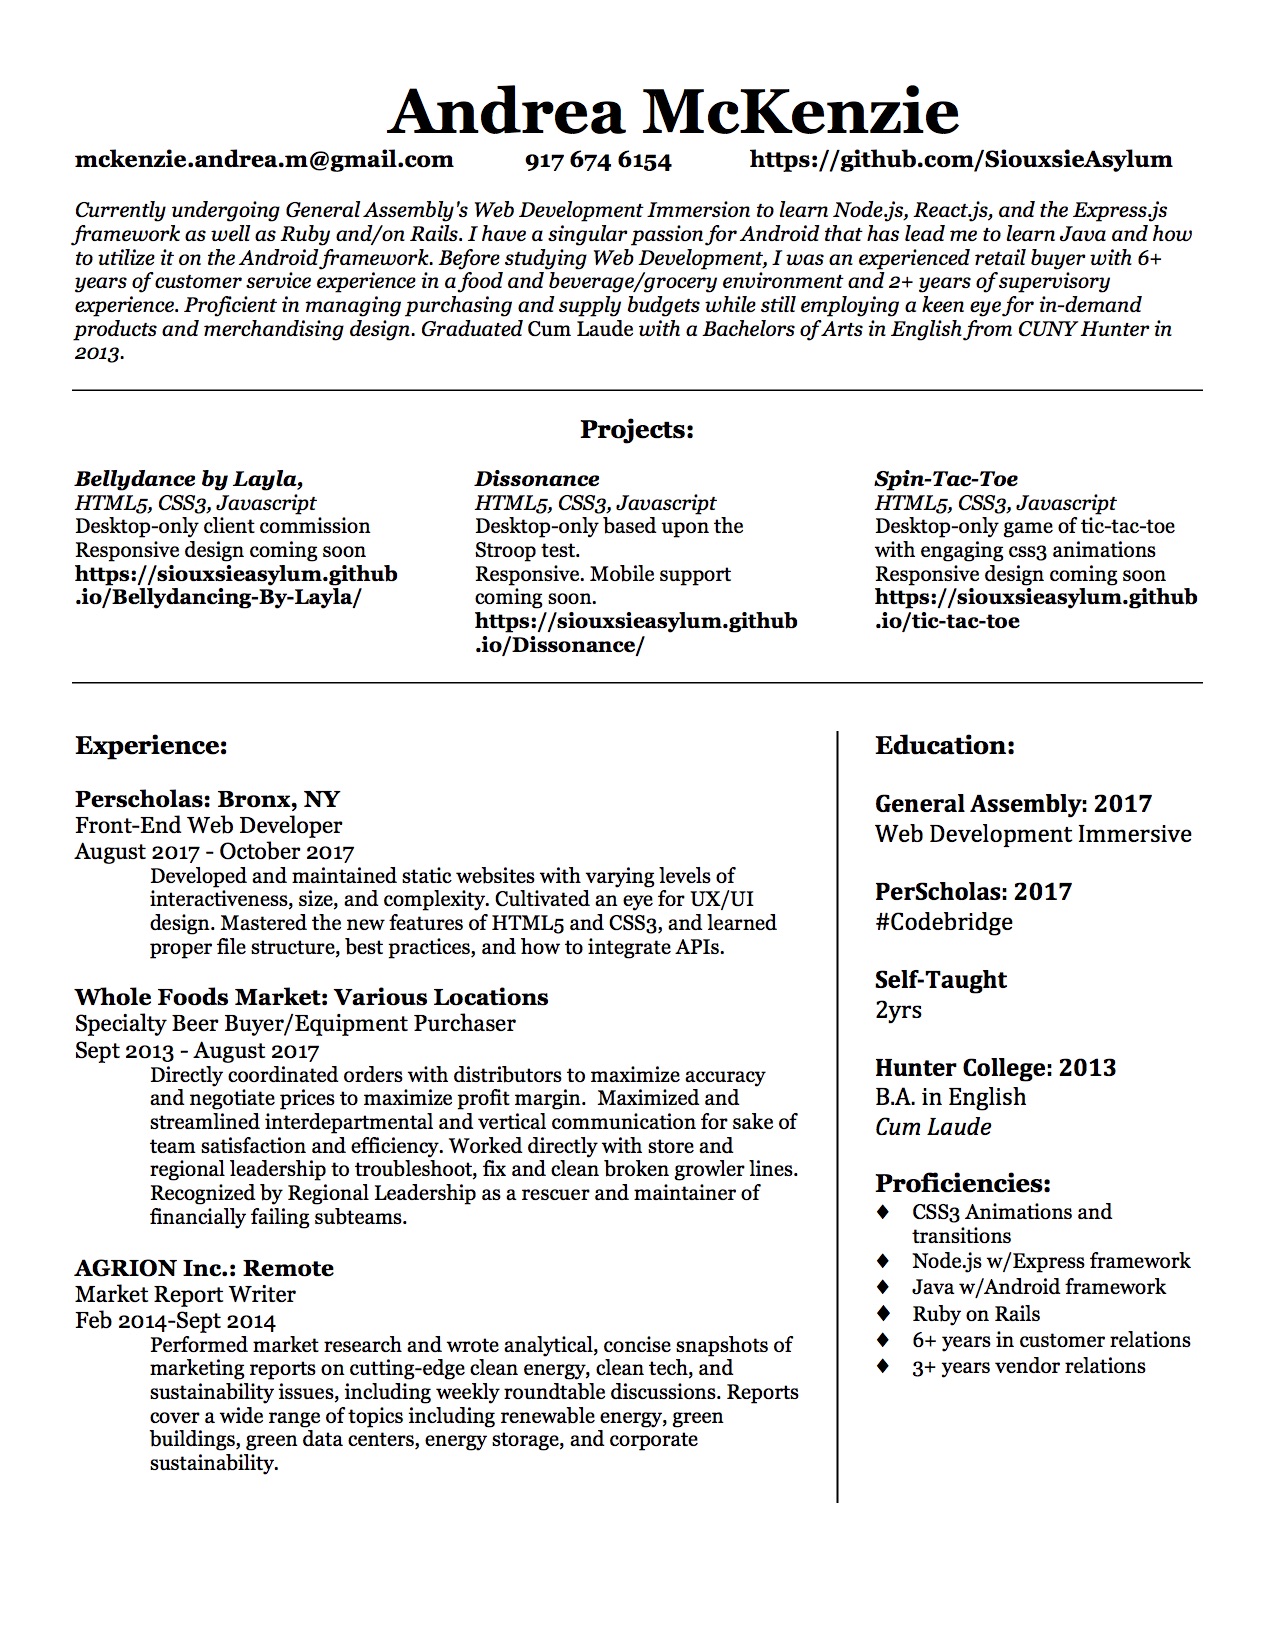 Andrea McKenzie
mckenzie.andrea.m@gmail.com 917 674 6154 https://github.com/SiouxsieAsylum
Currently undergoing General Assembly's Web Development Immersion to learn Node.js, React.js, and the Express.js
framework as well as Ruby and/on Rails. I have a singular passion for Android that has lead me to learn Java and how
to utilize it on the Android framework. Before studying Web Development, I was an experienced retail buyer with 6+
years of customer service experience in a food and beverage/grocery environment and 2+ years of supervisory
experience. Proficient in managing purchasing and supply budgets while still employing a keen eye for in-demand
products and merchandising design. Graduated Cum Laude with a Bachelors of Arts in English from CUNY Hunter in
2013.
Projects:
Bellydance by Layla,
HTML5, CSS3, Javascript
Desktop-only client commission
Responsive design coming soon
https://siouxsieasylum.github
.io/Bellydancing-By-Layla/
Dissonance
HTML5, CSS3, Javascript
Desktop-only based upon the
Stroop test.
Responsive. Mobile support
coming soon.
https://siouxsieasylum.github
.io/Dissonance/
Spin-Tac-Toe
HTML5, CSS3, Javascript
Desktop-only game of tic-tac-toe
with engaging css3 animations
Responsive design coming soon
https://siouxsieasylum.github
.io/tic-tac-toe
Experience:
Perscholas: Bronx, NY
Front-End Web Developer
August 2017 - October 2017
Developed and maintained static websites with varying levels of
interactiveness, size, and complexity. Cultivated an eye for UX/UI
design. Mastered the new features of HTML5 and CSS3, and learned
proper file structure, best practices, and how to integrate APIs.
Whole Foods Market: Various Locations
Specialty Beer Buyer/Equipment Purchaser
Sept 2013 - August 2017
Directly coordinated orders with distributors to maximize accuracy
and negotiate prices to maximize profit margin.  Maximized and
streamlined interdepartmental and vertical communication for sake of
team satisfaction and efficiency. Worked directly with store and
regional leadership to troubleshoot, fix and clean broken growler lines.
Recognized by Regional Leadership as a rescuer and maintainer of
financially failing subteams.
AGRION Inc.: Remote
Market Report Writer
Feb 2014-Sept 2014
Performed market research and wrote analytical, concise snapshots of
marketing reports on cutting-edge clean energy, clean tech, and
sustainability issues, including weekly roundtable discussions. Reports
cover a wide range of topics including renewable energy, green
buildings, green data centers, energy storage, and corporate
sustainability.
Education:
General Assembly: 2017
Web Development Immersive
PerScholas: 2017
#Codebridge
Self-Taught
2yrs
Hunter College: 2013
B.A. in English
Cum Laude
Proficiencies:
♦ CSS3 Animations and
transitions
♦ Node.js w/Express framework
♦ Java w/Android framework
♦ Ruby on Rails
♦ 6+ years in customer relations
♦ 3+ years vendor relations